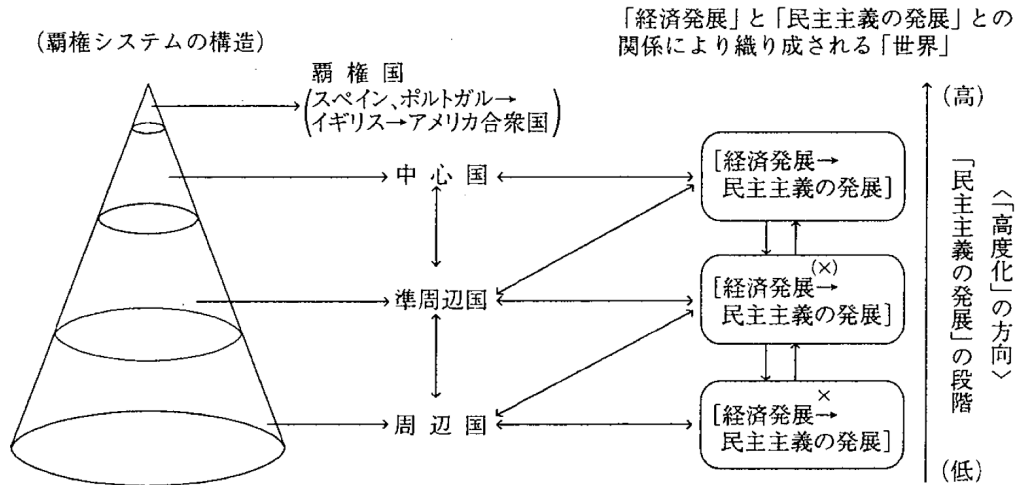 「経済発展」と「民主主義の発展」との
関係により織り成される「世界」
(覇権システムの構造)
覇権国
(スペイン、ポルトガル→
イギリス→アメリカ合衆国)
中心国
準周辺国
周辺国
[経済発展→
民主主義の発展]
(×)
[経済発展→
民主主義の発展]
×
[経済発展→
民主主義の発展]
(高)
「民主主義の発展」の段階
〈「高度化」の方向〉
(低)